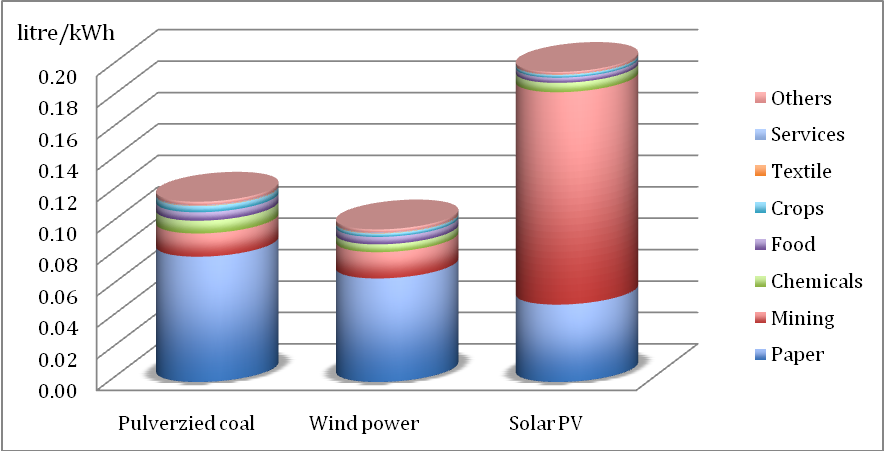 litre/kWh
0.20
0.18
0.16
0.14
0.12
0.10
0.08
0.06
0.04
0.02
0.00
Pulverzied coal
Wind power
Solar PV
Others
Services
Textile
Crops
Food
Chemicals
Mining
Paper